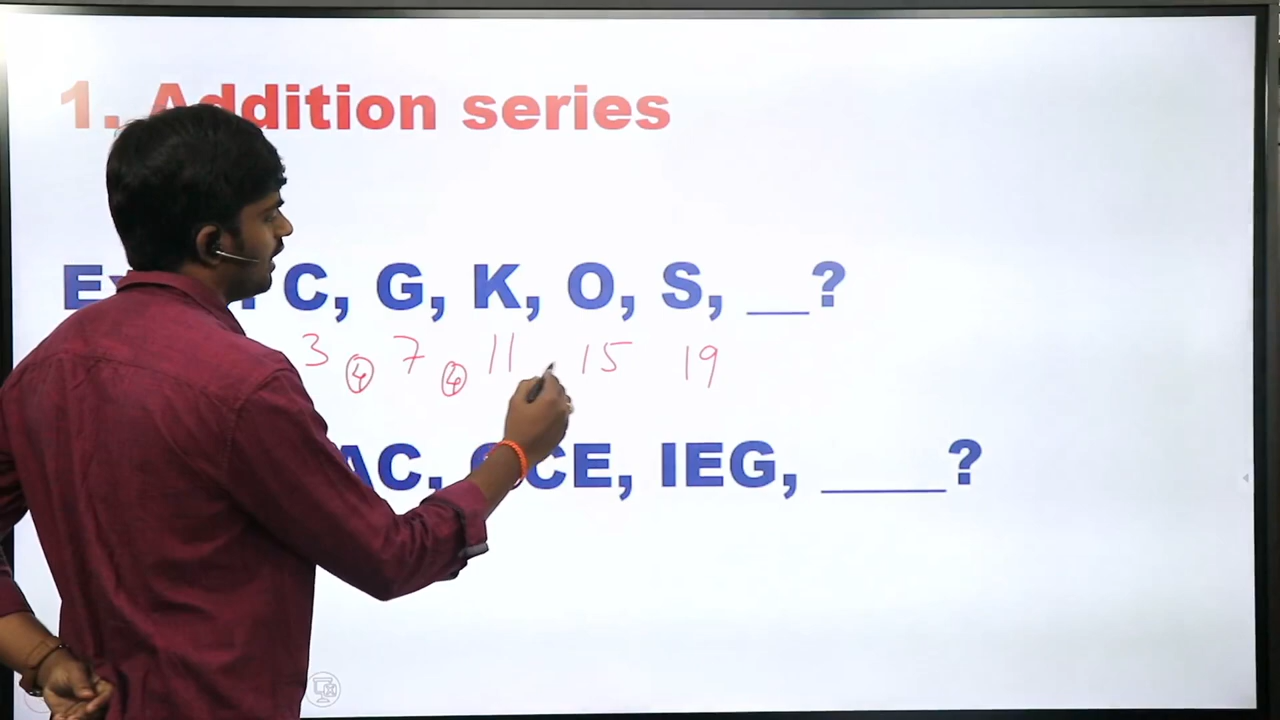 1. Addition series
C, G, K, O, S, __?
3 4 7 4 11 15 19
AC, CE, IEG, ____?